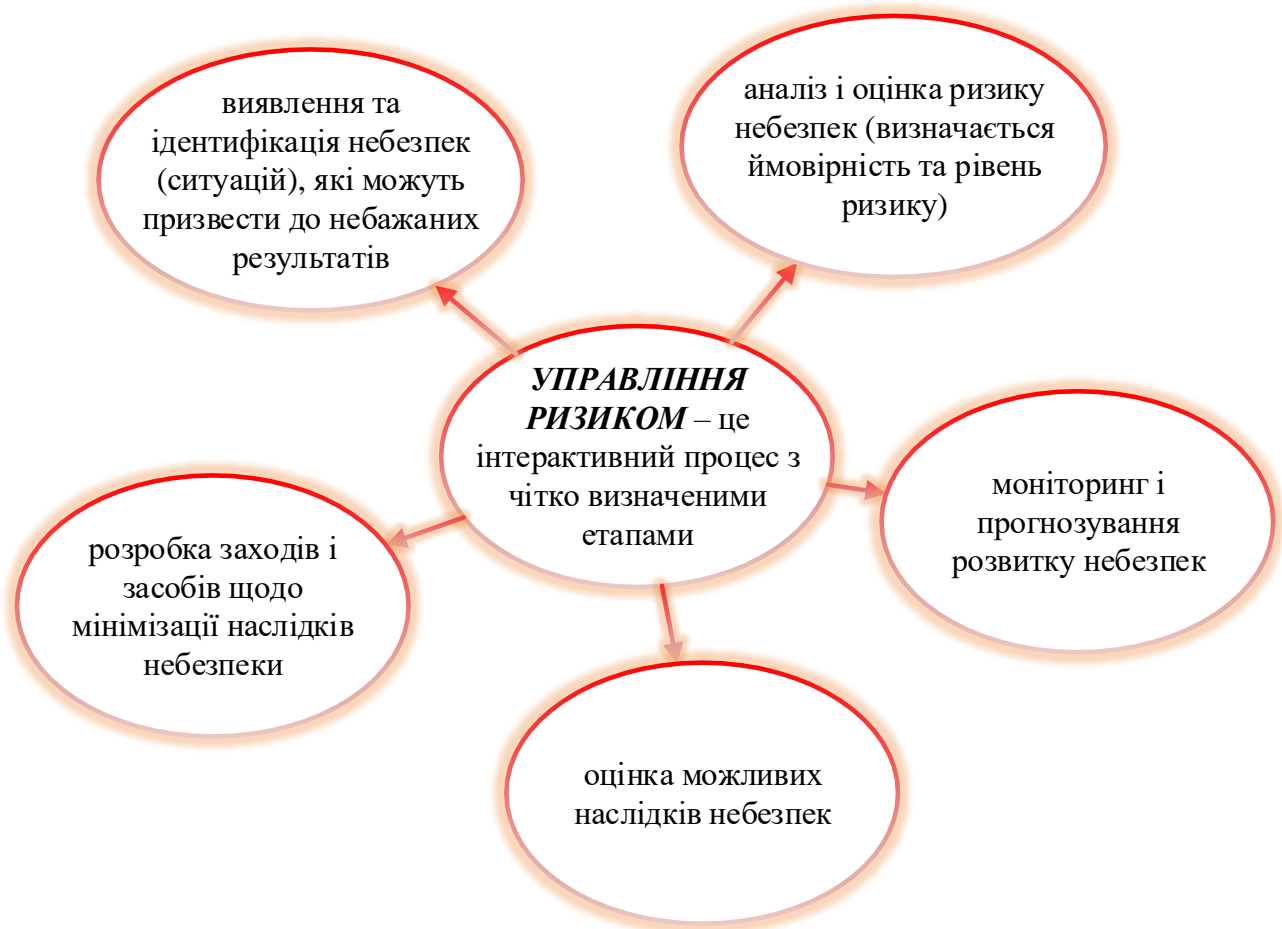 виявлення та
ідентифікація небезпек
(ситуацій), які можуть
призвести до небажаних
результатів
аналіз і оцінка ризику
небезпек (визначається
ймовірність та рівень
ризику)
УПРАВЛІННЯ
РИЗИКОМ – це
інтерактивний процес з
чітко визначеними
етапами
моніторинг і
прогнозування
розвитку небезпек
розробка заходів і
засобів щодо
мінімізації наслідків
небезпеки
оцінка можливих
наслідків небезпек